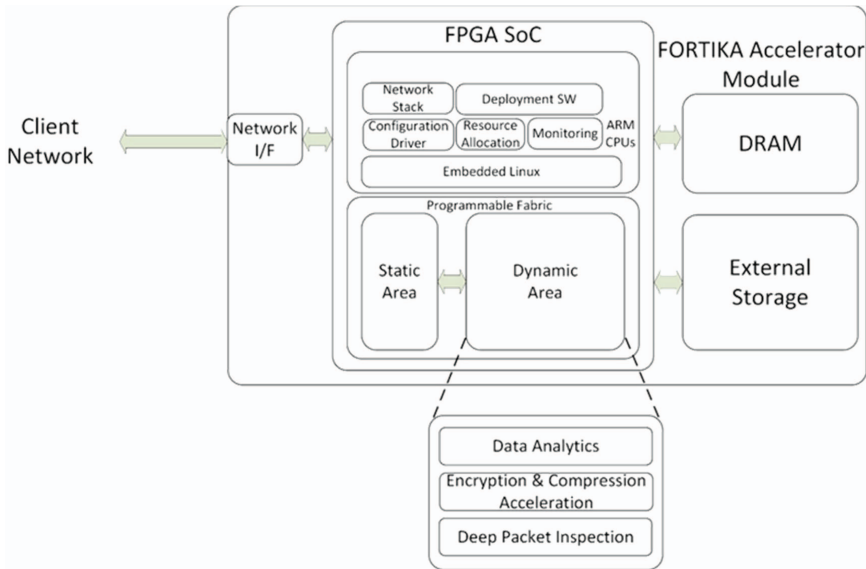 FPGA SoC
FORTIKA Accelerator
Module
Client
Network
Network
I/F
Network
Stack
Deployment SW
Configuration
Driver
Resource
Allocation
Monitoring
ARM
CPUs
Embedded Linux
DRAM
Programmable Fabric
Static
Area
Dynamic
Area
External
Storage
Data Analytics
Encryption & Compression
Acceleration
Deep Packet Inspection